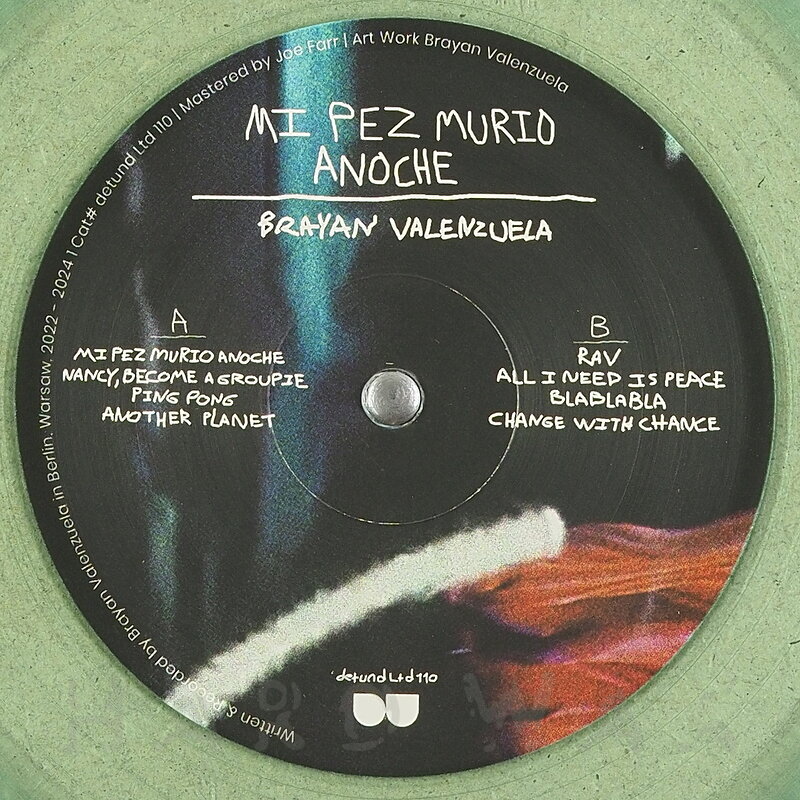 Written & Recorded by Brayan Valenzuela in Berlin. Warsaw. 2022 - 2024 | Cat# detund Ltd 110 | Mastered by Joe Farr | Art Work Brayan Valenzuela
MI PEZ MURIO
ANOCHE
BRAYAN VALENZUELA
A
MI PEZ MURIO ANOCHE
NANCY, BECOME A GROUPIE
PING PONG
ANOTHER PLANET
B
RAV
ALL I NEED IS PEACE
BLABLABLA
CHANGE WITH CHANCE
detund Ltd 110